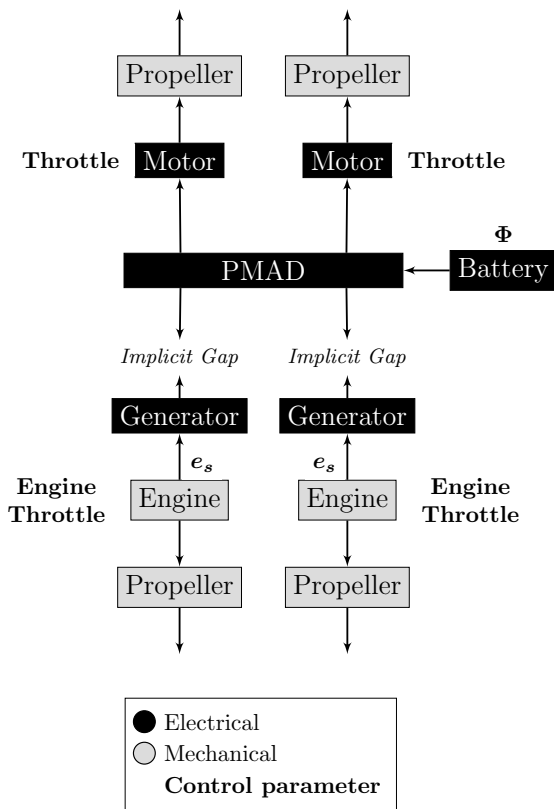 Propeller Propeller
Throttle Motor Motor Throttle
Φ
PMAD Battery
Implicit Gap Implicit Gap
Generator Generator
e_s e_s
Engine Throttle Engine Engine Engine Throttle
Propeller Propeller
Electrical
Mechanical
Control parameter